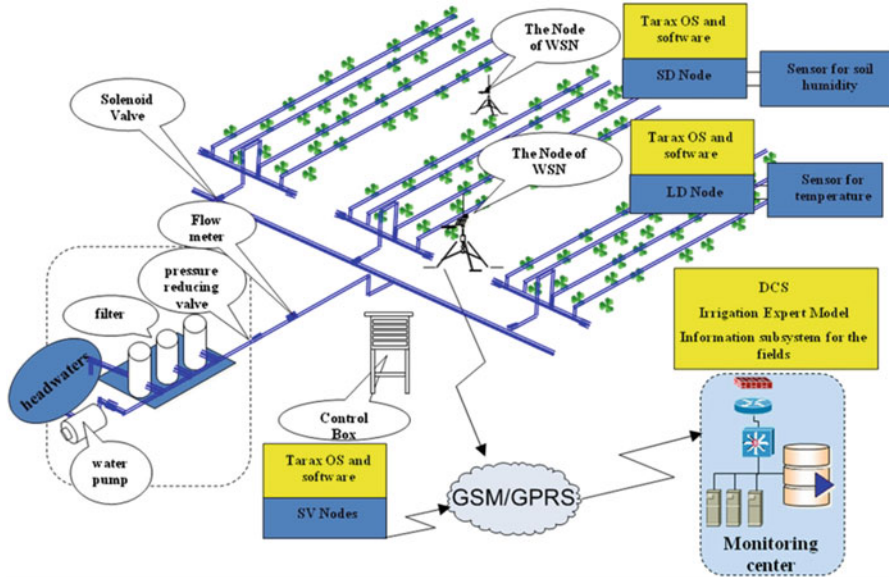 The Node
of WSN
Tarax OS and
software
SD Node
Sensor for soil
humidity
Solenoid
Valve
The Node of
WSN
Tarax OS and
software
LD Node
Sensor for
temperature
Flow
meter
pressure
reducing
valve
filter
headwaters
water
pump
Control
Box
DCS
Irrigation Expert Model
Information subsystem for the
fields
Tarax OS and
software
SV Nodes
GSM/GPRS
Monitoring
center